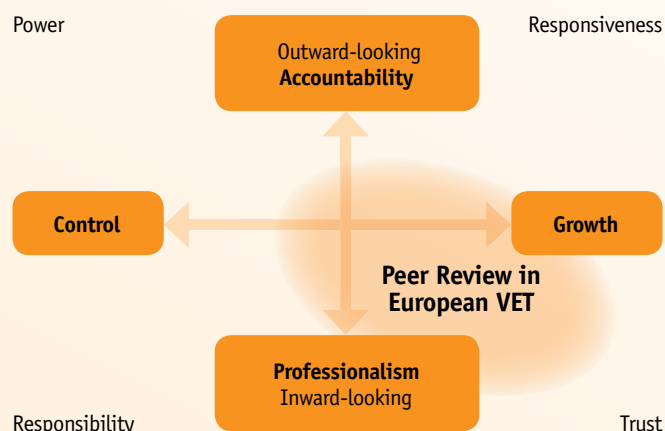 Power
Responsiveness
Outward-looking
Accountability
Control
Growth
Peer Review in
European VET
Professionalism
Inward-looking
Responsibility
Trust